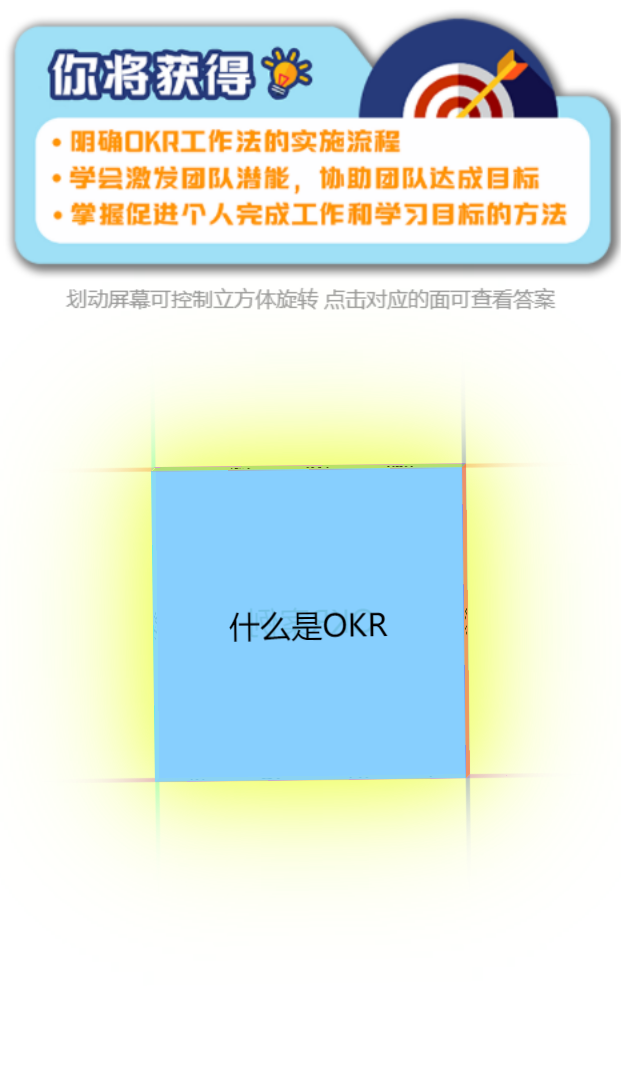 你将获得
• 明确OKR工作法的实施流程
• 学会激发团队潜能，协助团队达成目标
• 掌握促进个人完成工作和学习目标的方法
划动屏幕可控制立方体旋转 点击对应的面可查看答案
什么是OKR